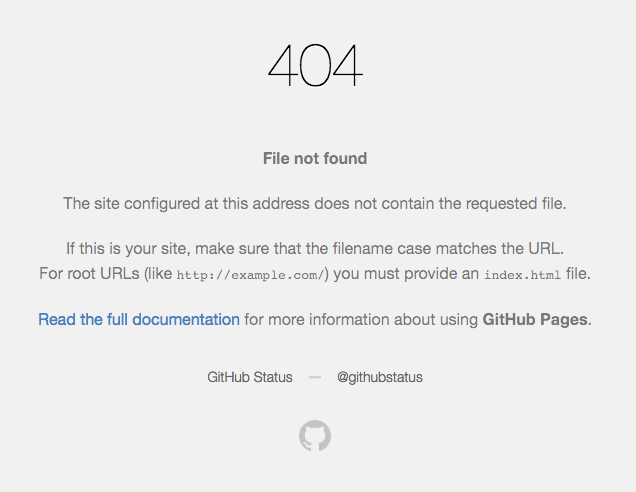 404
File not found
The site configured at this address does not contain the requested file.
If this is your site, make sure that the filename case matches the URL.
For root URLs (like http://example.com/) you must provide an index.html file.
Read the full documentation for more information about using GitHub Pages.
GitHub Status — @githubstatus